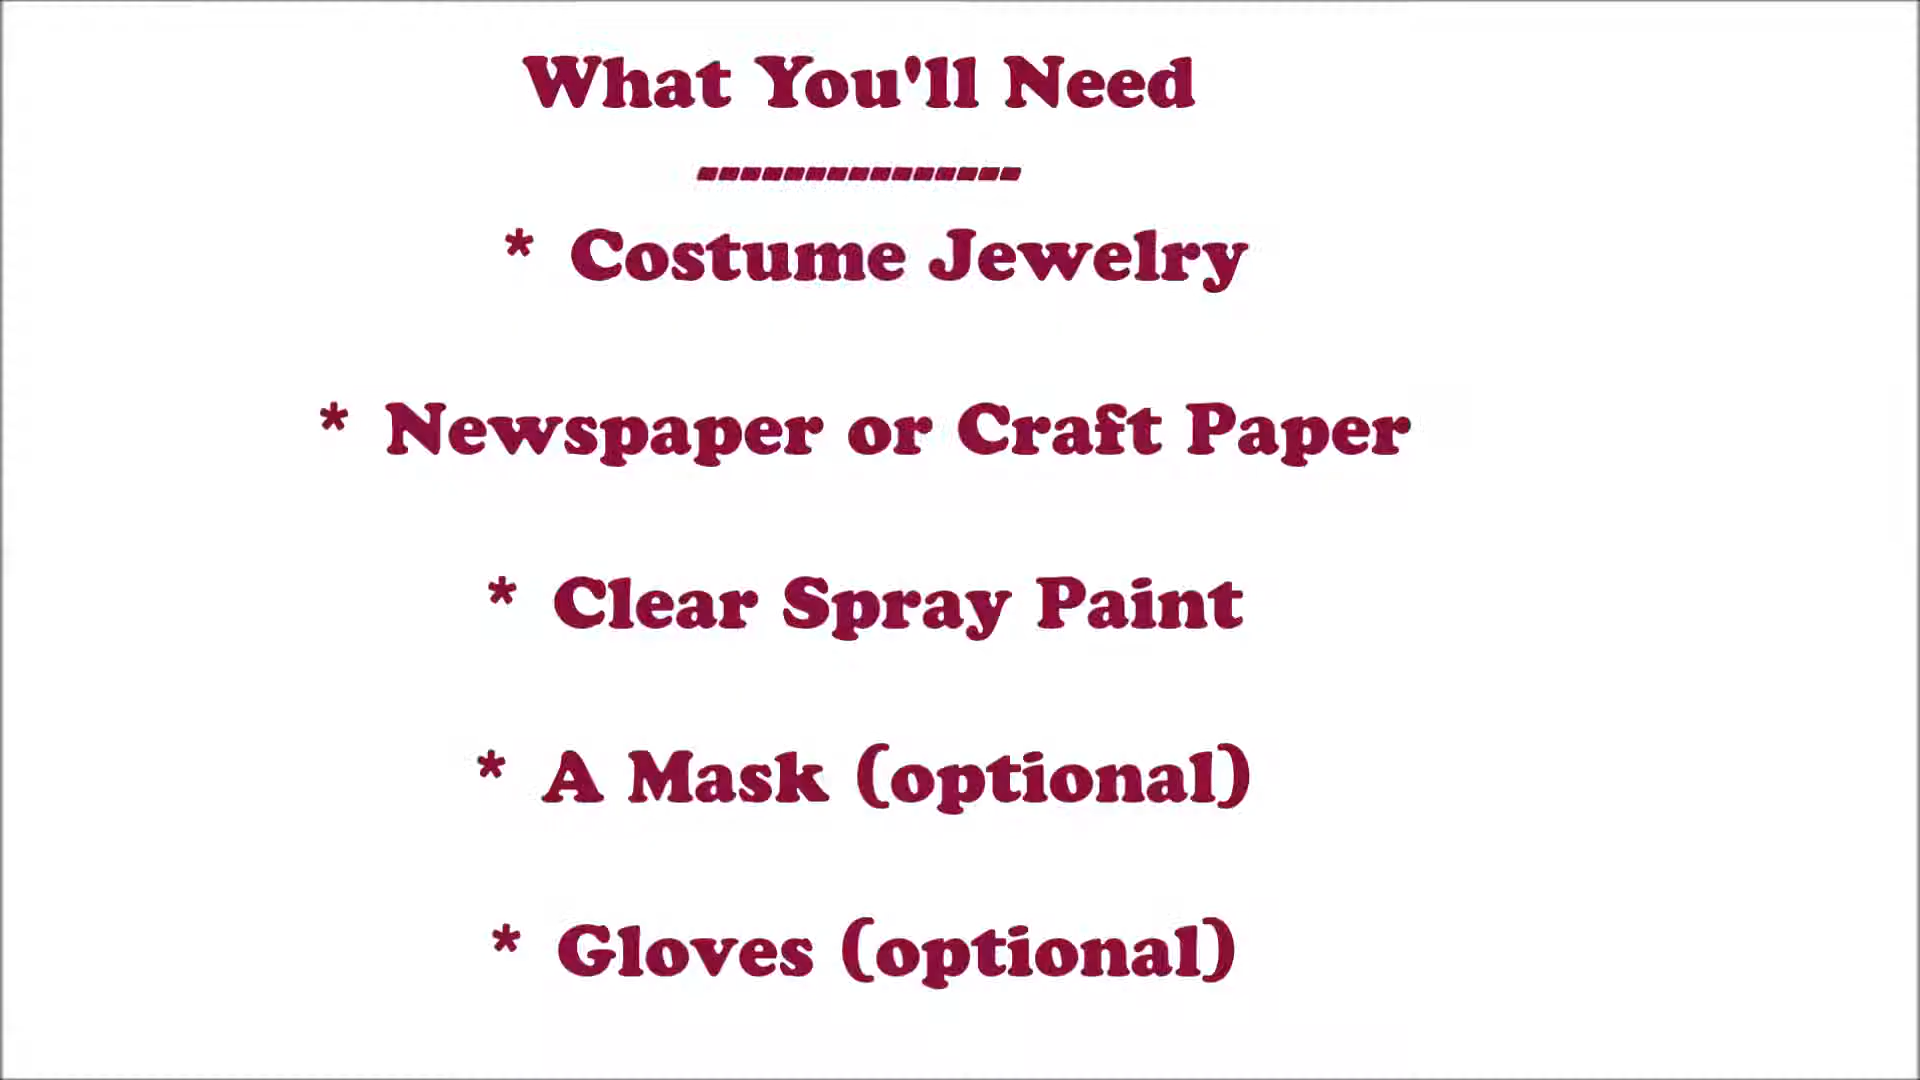 What You'll Need
---------------
* Costume Jewelry
* Newspaper or Craft Paper
* Clear Spray Paint
* A Mask (optional)
* Gloves (optional)